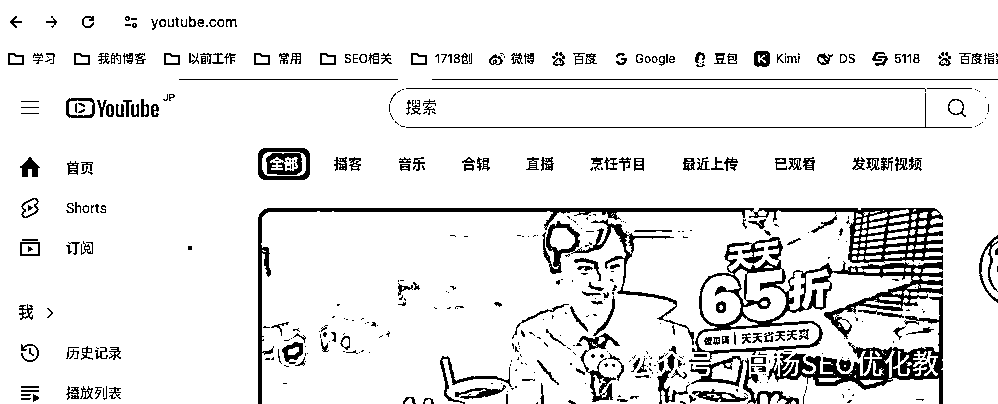 youtube.com
学习 我的博客 以前工作 常用 SEO相关 1718创 微博 百度 Google 豆包 Kimi DS 5118 百度指
YouTube JP
搜索
全部 播客 音乐 合辑 直播 烹饪节目 最近上传 已观看 发现新视频
首页
Shorts
订阅
我
历史记录
播放列表
天天
65折
天天省天天爽
公众号 白杨SEO优化教